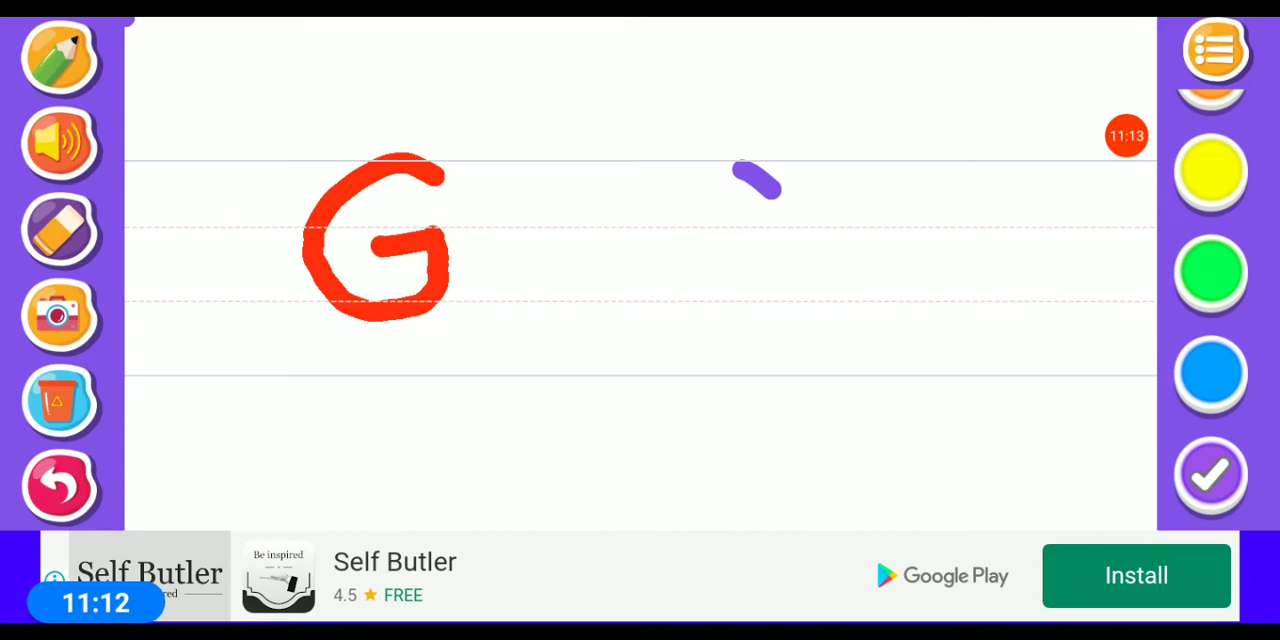 11:13
G
Self Butler
Be inspired
Self Butler
4.5 FREE
Google Play
Install
11:12